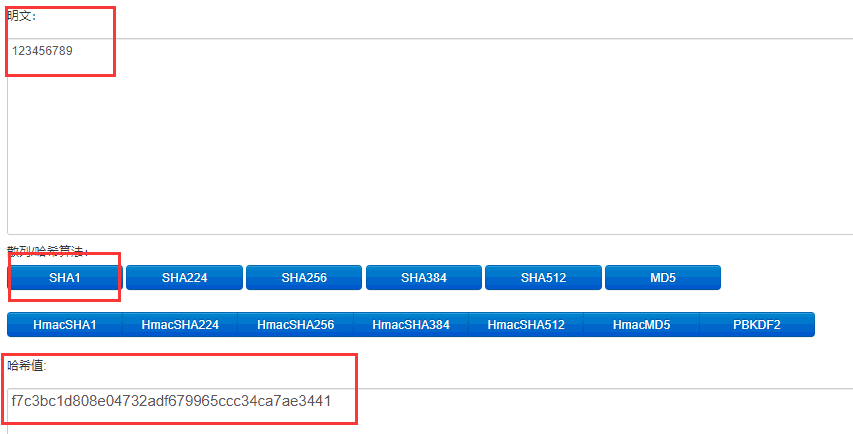 明文:
123456789
散列/哈希算法:
SHA1 SHA224 SHA256 SHA384 SHA512 MD5
HmacSHA1 HmacSHA224 HmacSHA256 HmacSHA384 HmacSHA512 HmacMD5 PBKDF2
哈希值:
f7c3bc1d808e04732adf679965ccc34ca7ae3441